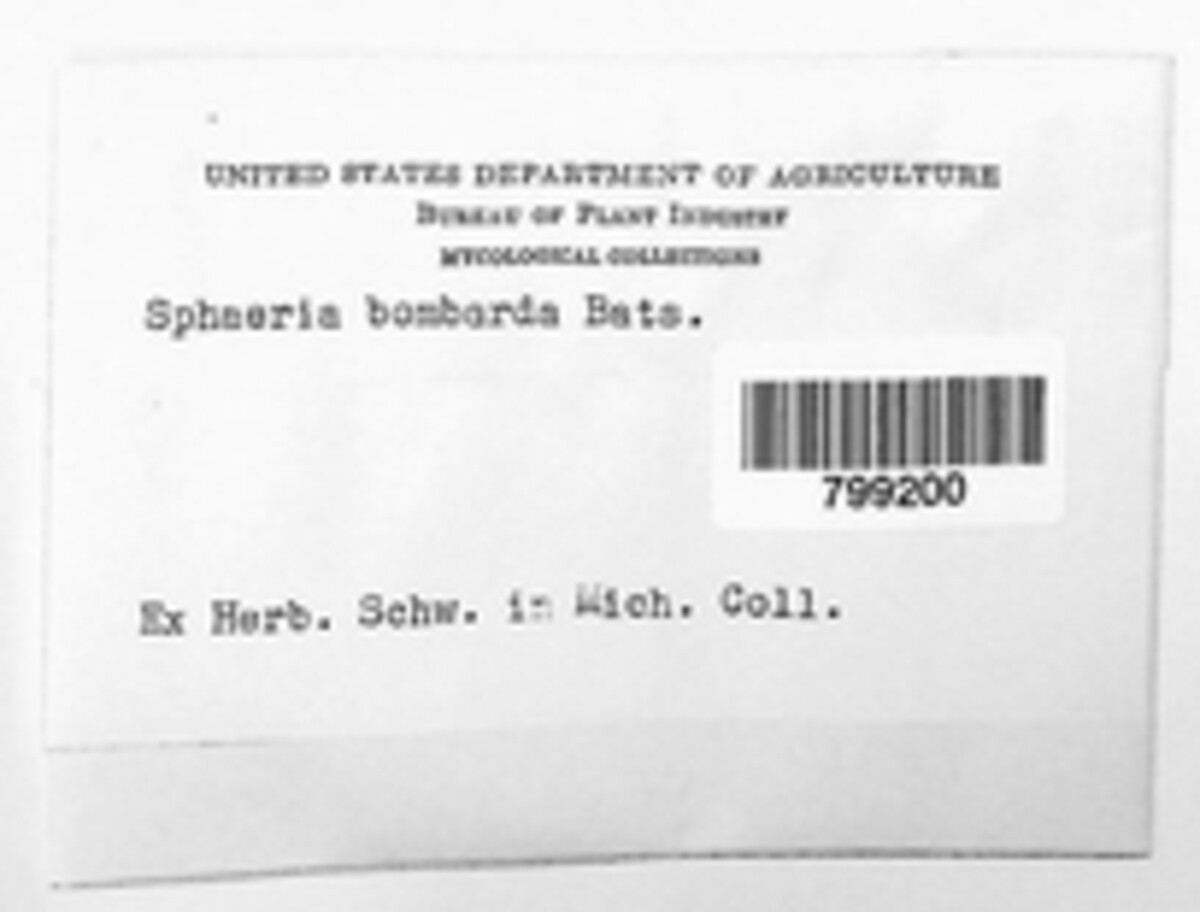 UNITED STATES DEPARTMENT OF AGRICULTURE
BUREAU OF PLANT INDUSTRY
MYCOLOGICAL COLLECTIONS
Sphaeria bombarda Bats.
799200
Ex Herb. Schw. in Mich. Coll.